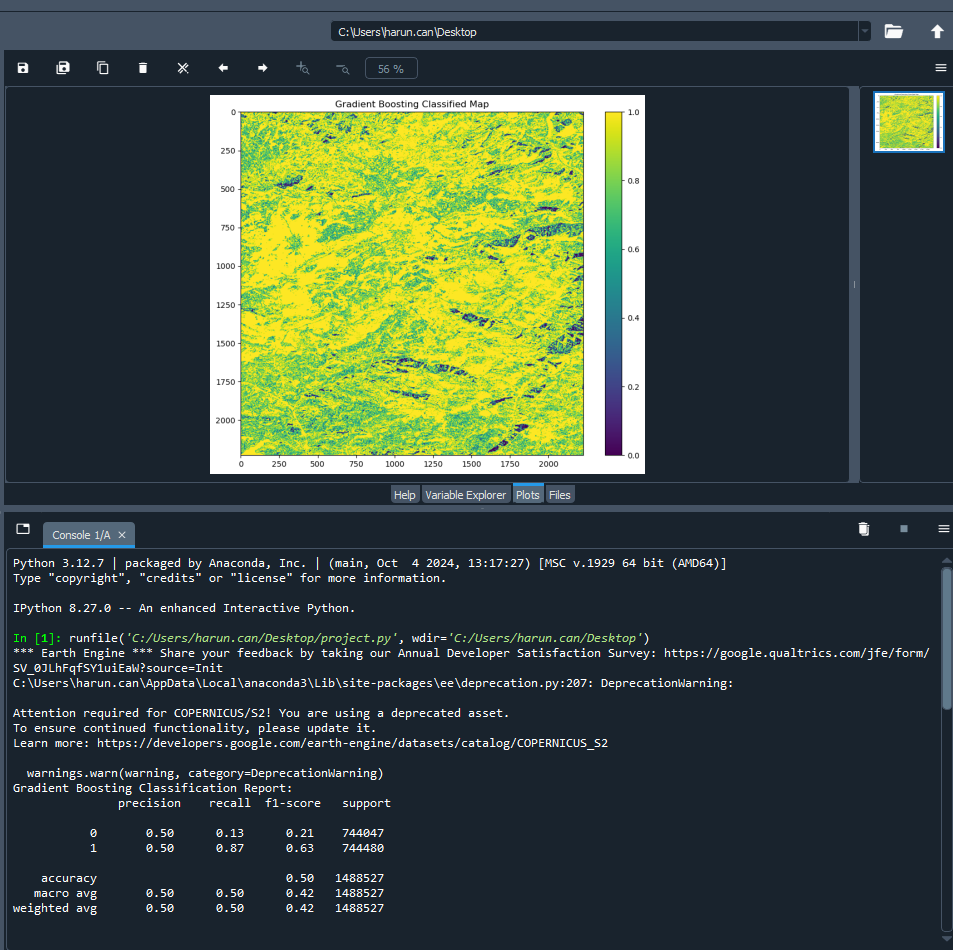 C:\Users\harun.can\Desktop
56 %
Gradient Boosting Classified Map
0
250
500
750
1000
1250
1500
1750
2000
0 250 500 750 1000 1250 1500 1750 2000
1.0
0.8
0.6
0.4
0.2
0.0
Help Variable Explorer Plots Files
Console 1/A
Python 3.12.7 | packaged by Anaconda, Inc. | (main, Oct  4 2024, 13:17:27) [MSC v.1929 64 bit (AMD64)]
Type "copyright", "credits" or "license" for more information.
IPython 8.27.0 -- An enhanced Interactive Python.
In [1]: runfile('C:/Users/harun.can/Desktop/project.py', wdir='C:/Users/harun.can/Desktop')
*** Earth Engine *** Share your feedback by taking our Annual Developer Satisfaction Survey: https://google.qualtrics.com/jfe/form/
SV_0JLhFqfSY1uiEaW?source=Init
C:\Users\harun.can\AppData\Local\anaconda3\Lib\site-packages\ee\deprecation.py:207: DeprecationWarning:
Attention required for COPERNICUS/S2! You are using a deprecated asset.
To ensure continued functionality, please update it.
Learn more: https://developers.google.com/earth-engine/datasets/catalog/COPERNICUS_S2
warnings.warn(warning, category=DeprecationWarning)
Gradient Boosting Classification Report:
precision recall f1-score support
0 0.50 0.13 0.21 744047
1 0.50 0.87 0.63 744480
accuracy 0.50 1488527
macro avg 0.50 0.50 0.42 1488527
weighted avg 0.50 0.50 0.42 1488527